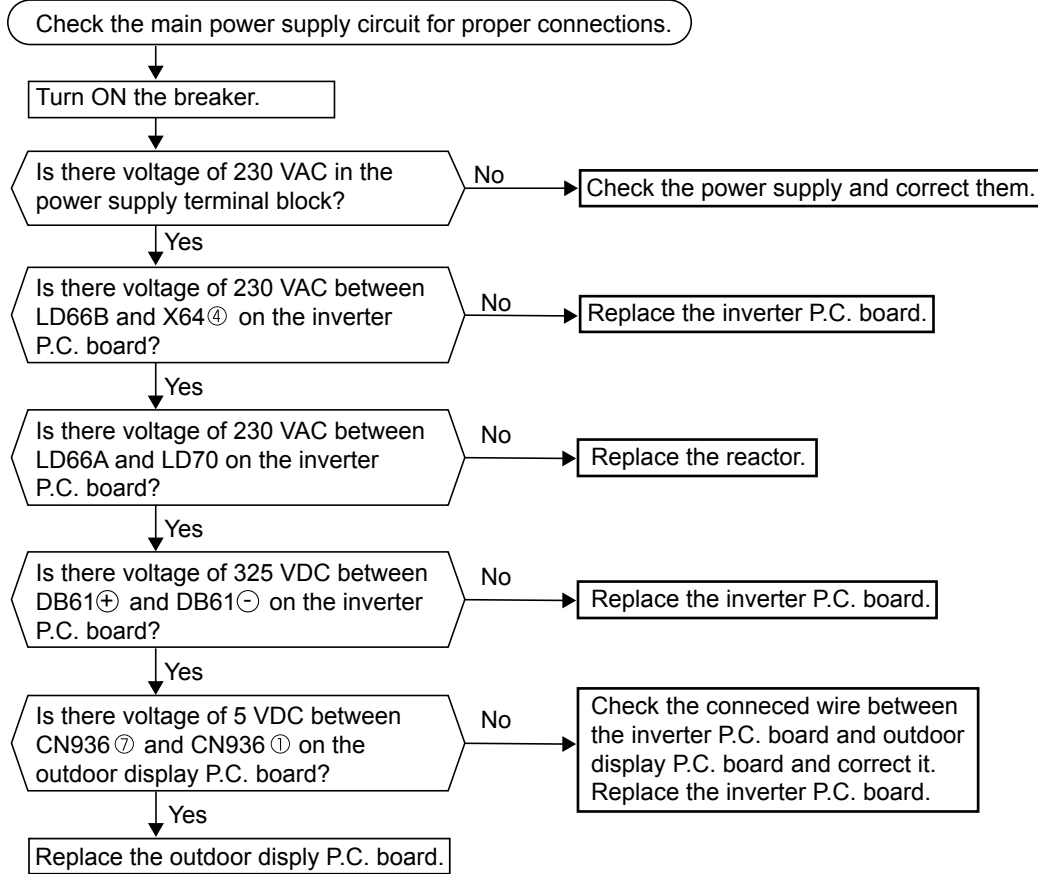 Check the main power supply circuit for proper connections.
Turn ON the breaker.
Is there voltage of 230 VAC in the
power supply terminal block?
No
Check the power supply and correct them.
Yes
Is there voltage of 230 VAC between
LD66B and X64④ on the inverter
P.C. board?
No
Replace the inverter P.C. board.
Yes
Is there voltage of 230 VAC between
LD66A and LD70 on the inverter
P.C. board?
No
Replace the reactor.
Yes
Is there voltage of 325 VDC between
DB61⊕ and DB61⊖ on the inverter
P.C. board?
No
Replace the inverter P.C. board.
Yes
Is there voltage of 5 VDC between
CN936⑦ and CN936① on the
outdoor display P.C. board?
No
Check the conneced wire between
the inverter P.C. board and outdoor
display P.C. board and correct it.
Replace the inverter P.C. board.
Yes
Replace the outdoor disply P.C. board.